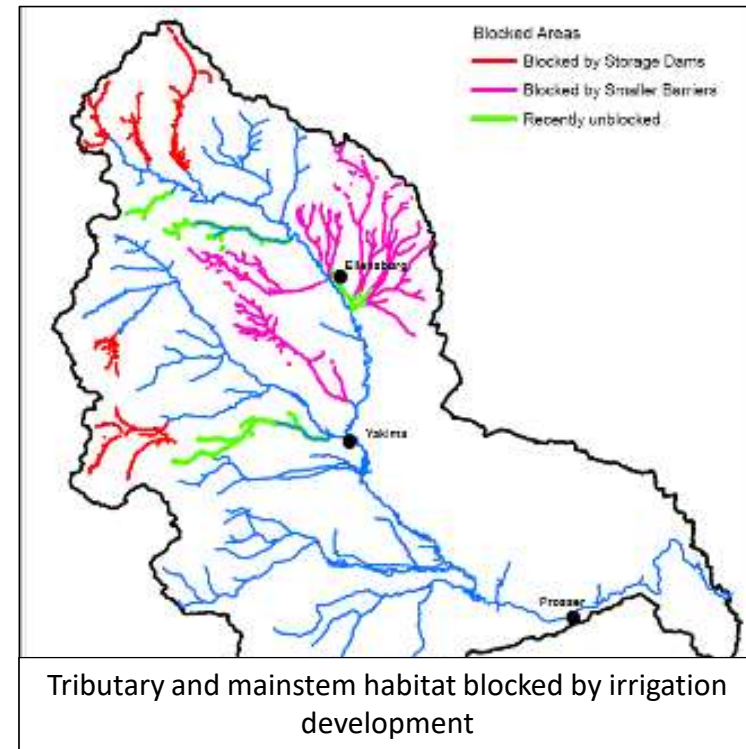 Blocked Areas
Blocked by Storage Dams
Blocked by Smaller Barriers
Recently unblocked
Ellensburg
Yakima
Prosser
Tributary and mainstem habitat blocked by irrigation
development